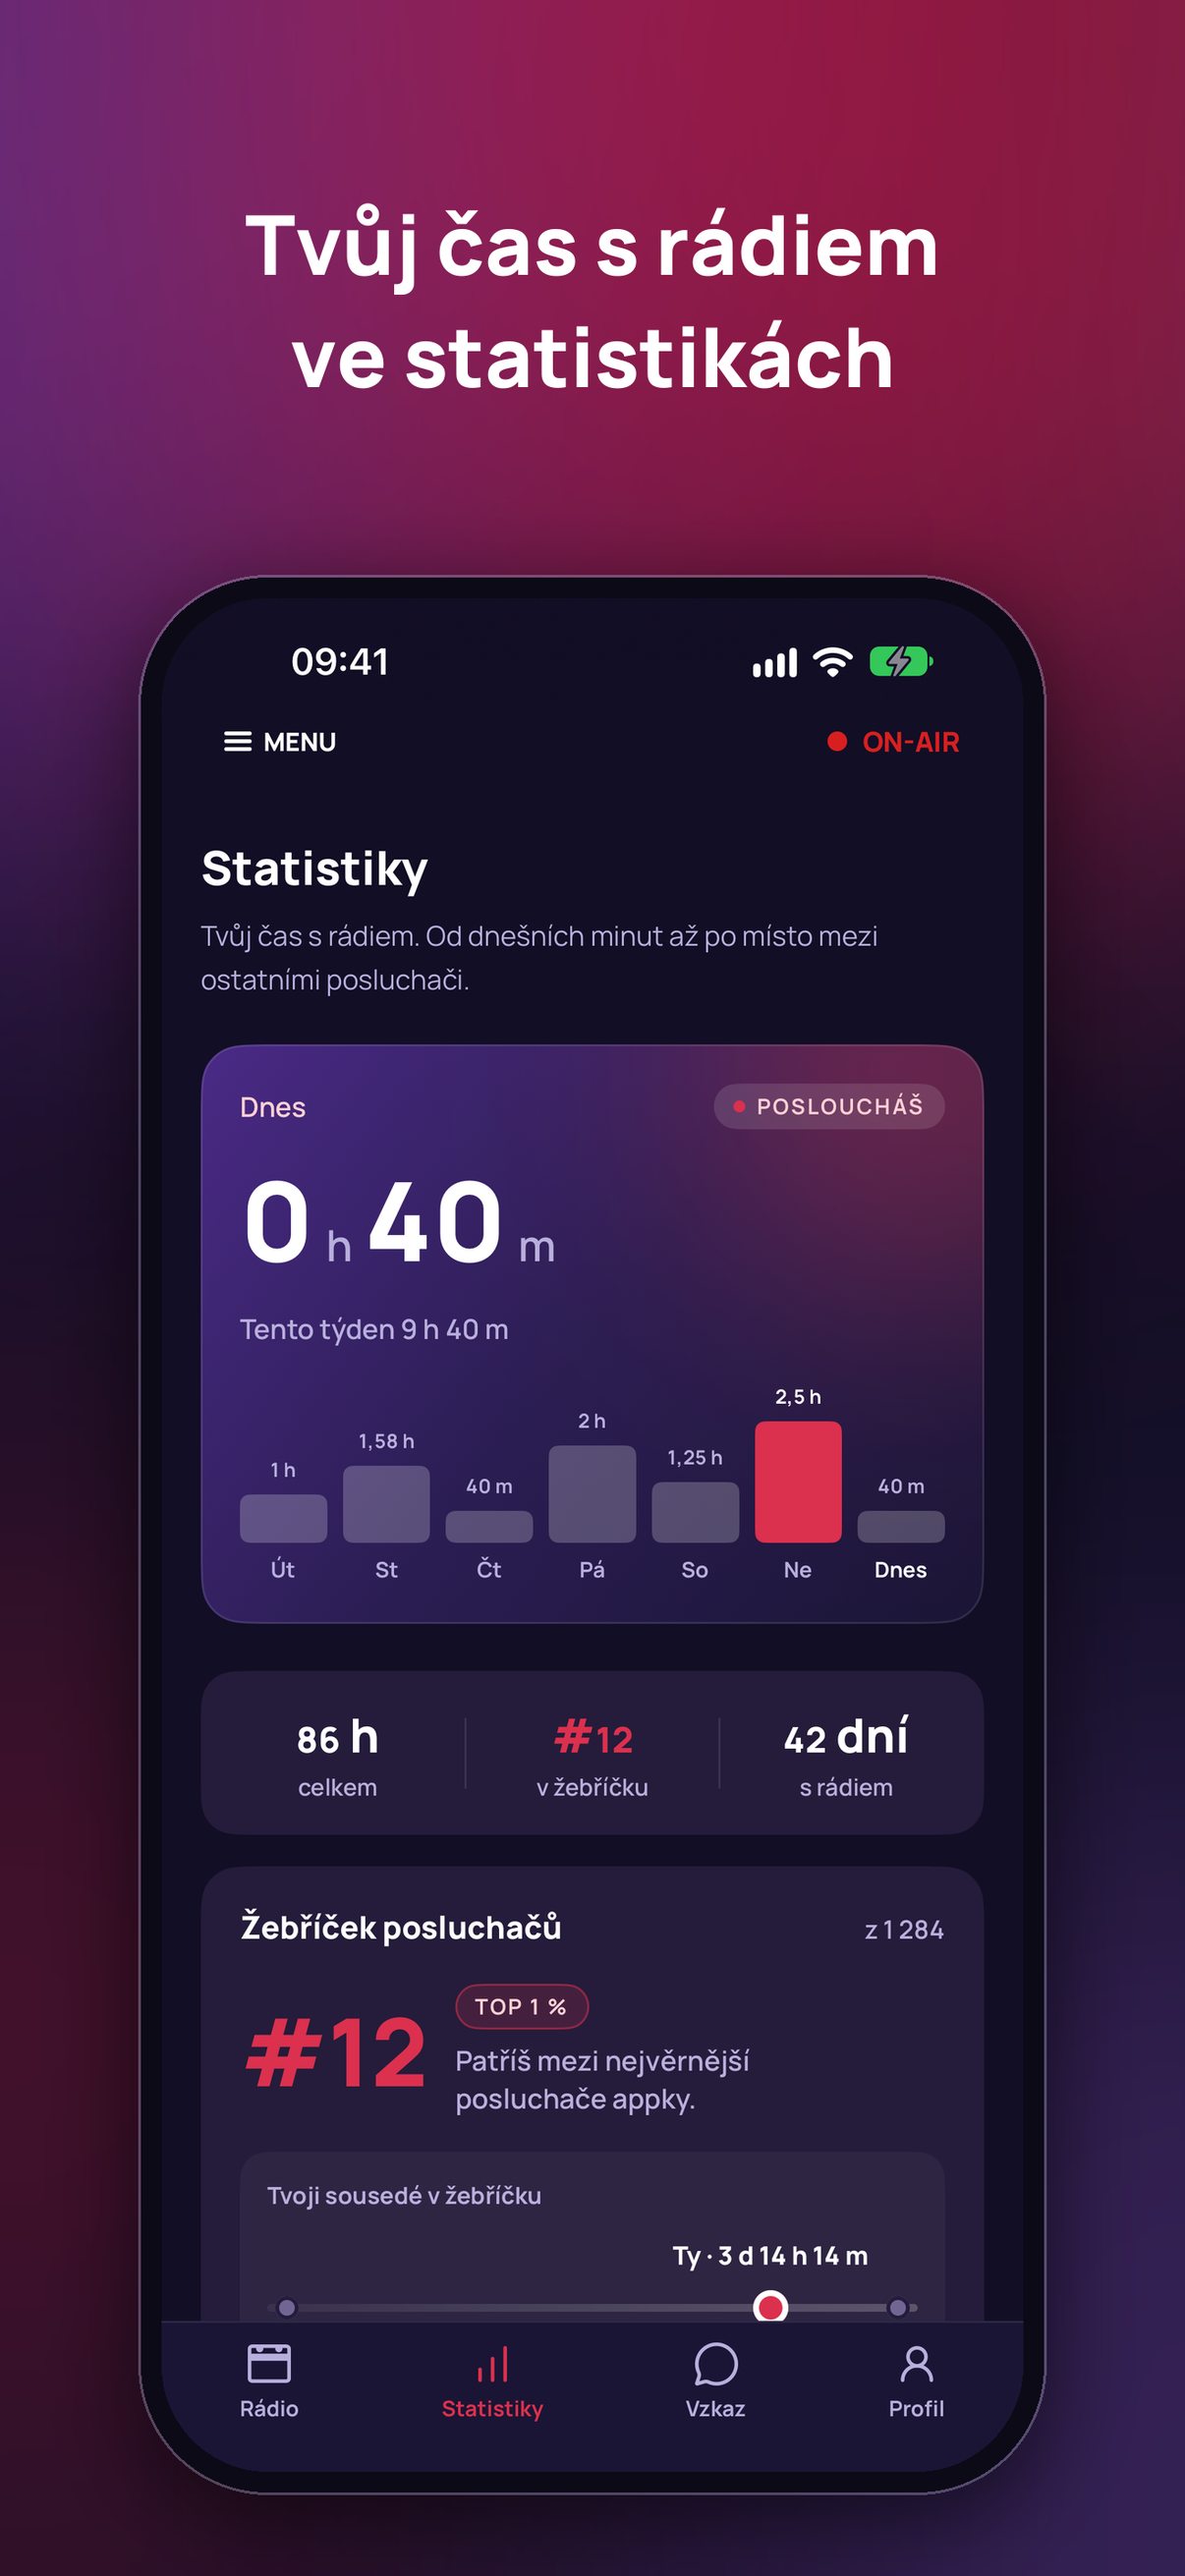 Tvůj čas s rádiem
ve statistikách
09:41
MENU
ON-AIR
Statistiky
Tvůj čas s rádiem. Od dnešních minut až po místo mezi
ostatními posluchači.
Dnes
POSLOUCHÁŠ
0 h 40 m
Tento týden 9 h 40 m
1 h
1,58 h
40 m
2 h
1,25 h
2,5 h
40 m
Út
St
Čt
Pá
So
Ne
Dnes
86 h
celkem
#12
v žebříčku
42 dní
s rádiem
Žebříček posluchačů
z 1 284
#12
TOP 1 %
Patříš mezi nejvěrnější
posluchače appky.
Tvoji sousedé v žebříčku
Ty · 3 d 14 h 14 m
Rádio
Statistiky
Vzkaz
Profil